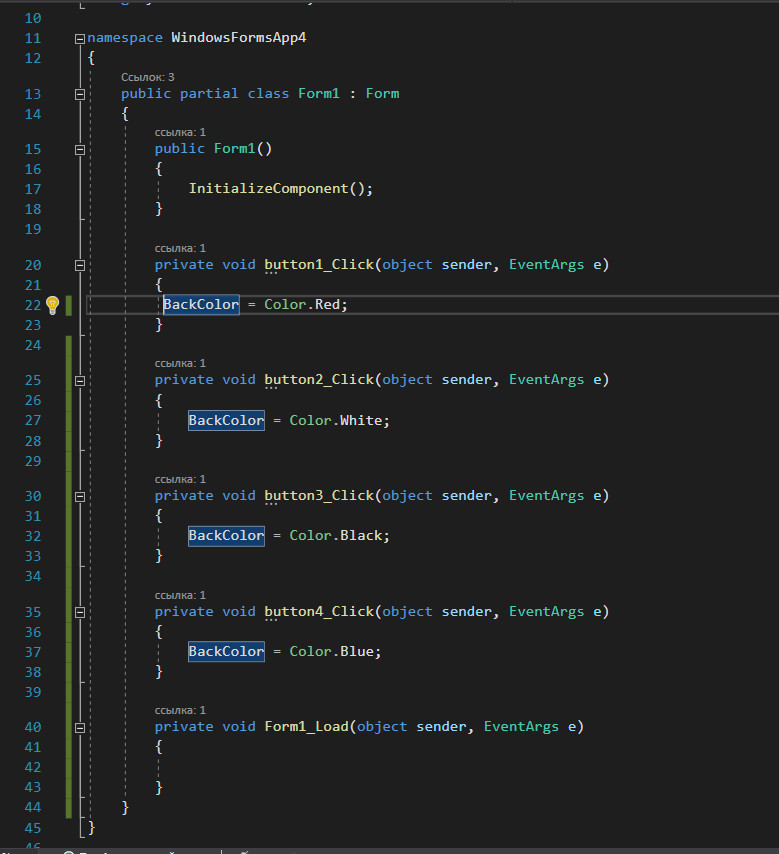 10
11 namespace WindowsFormsApp4
12 {
Ссылок: 3
13 public partial class Form1 : Form
14 {
ссылка: 1
15 public Form1()
16 {
17 InitializeComponent();
18 }
19
ссылка: 1
20 private void button1_Click(object sender, EventArgs e)
21 {
22 BackColor = Color.Red;
23 }
24
ссылка: 1
25 private void button2_Click(object sender, EventArgs e)
26 {
27 BackColor = Color.White;
28 }
29
ссылка: 1
30 private void button3_Click(object sender, EventArgs e)
31 {
32 BackColor = Color.Black;
33 }
34
ссылка: 1
35 private void button4_Click(object sender, EventArgs e)
36 {
37 BackColor = Color.Blue;
38 }
39
ссылка: 1
40 private void Form1_Load(object sender, EventArgs e)
41 {
42
43 }
44 }
45 }
46